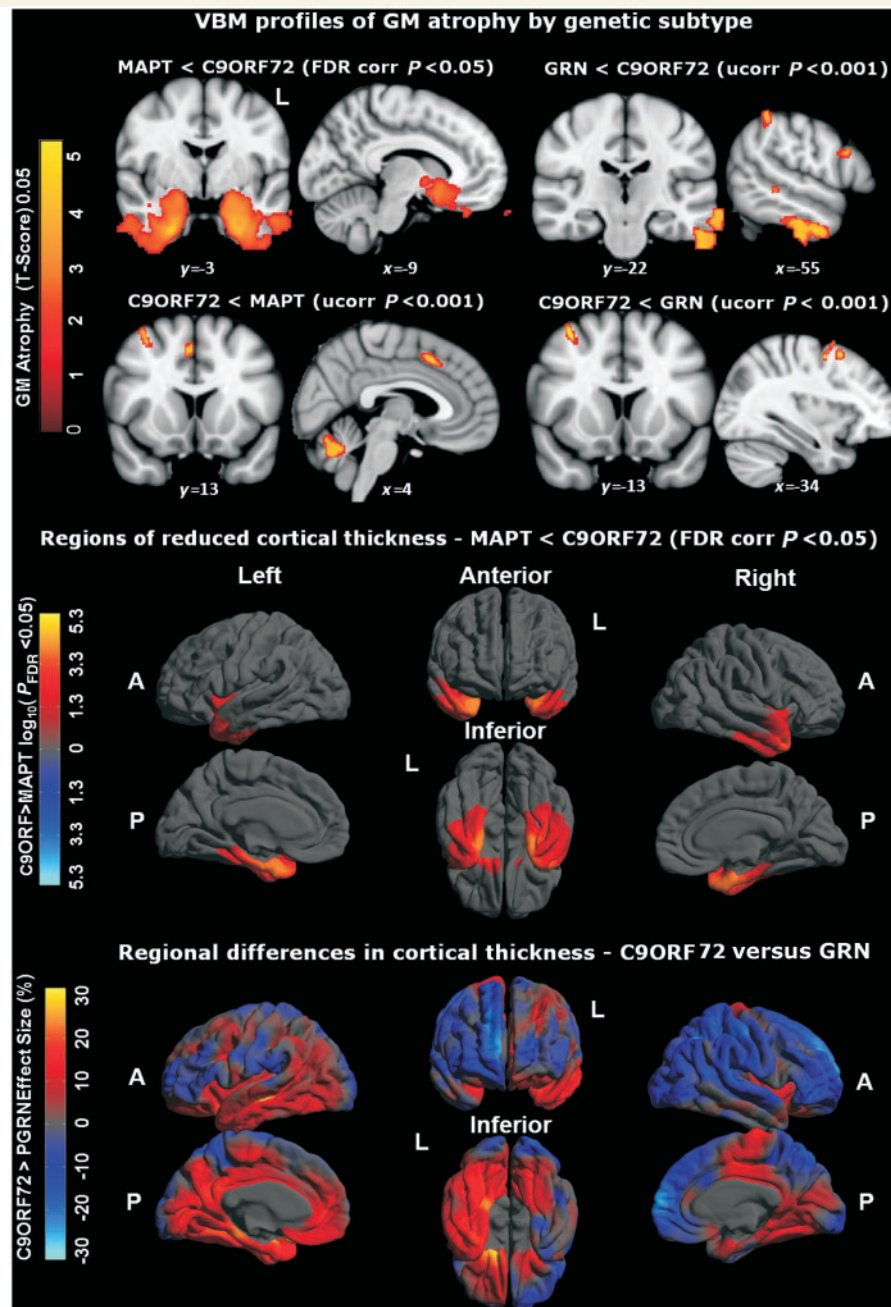 VBM profiles of GM atrophy by genetic subtype
MAPT < C9ORF72 (FDR corr P<0.05)
GRN < C9ORF72 (ucorr P<0.001)
L
GM Atrophy (T-Score) 0.05
5
4
3
2
1
0
y=-3
x=-9
y=-22
x=-55
C9ORF72 < MAPT (ucorr P<0.001)
C9ORF72 < GRN (ucorr P< 0.001)
y=13
x=4
y=-13
x=-34
Regions of reduced cortical thickness - MAPT < C9ORF72 (FDR corr P<0.05)
Left
Anterior
Right
C9ORF>MAPT log10( PFDR <0.05)
5.3
3.3
1.3
0
1.3
3.3
5.3
L
A
A
Inferior
L
P
P
Regional differences in cortical thickness - C9ORF72 versus GRN
C9ORF72 > PGRNEffect Size (%)
30
20
10
0
-10
-20
-30
L
A
A
Inferior
L
P
P